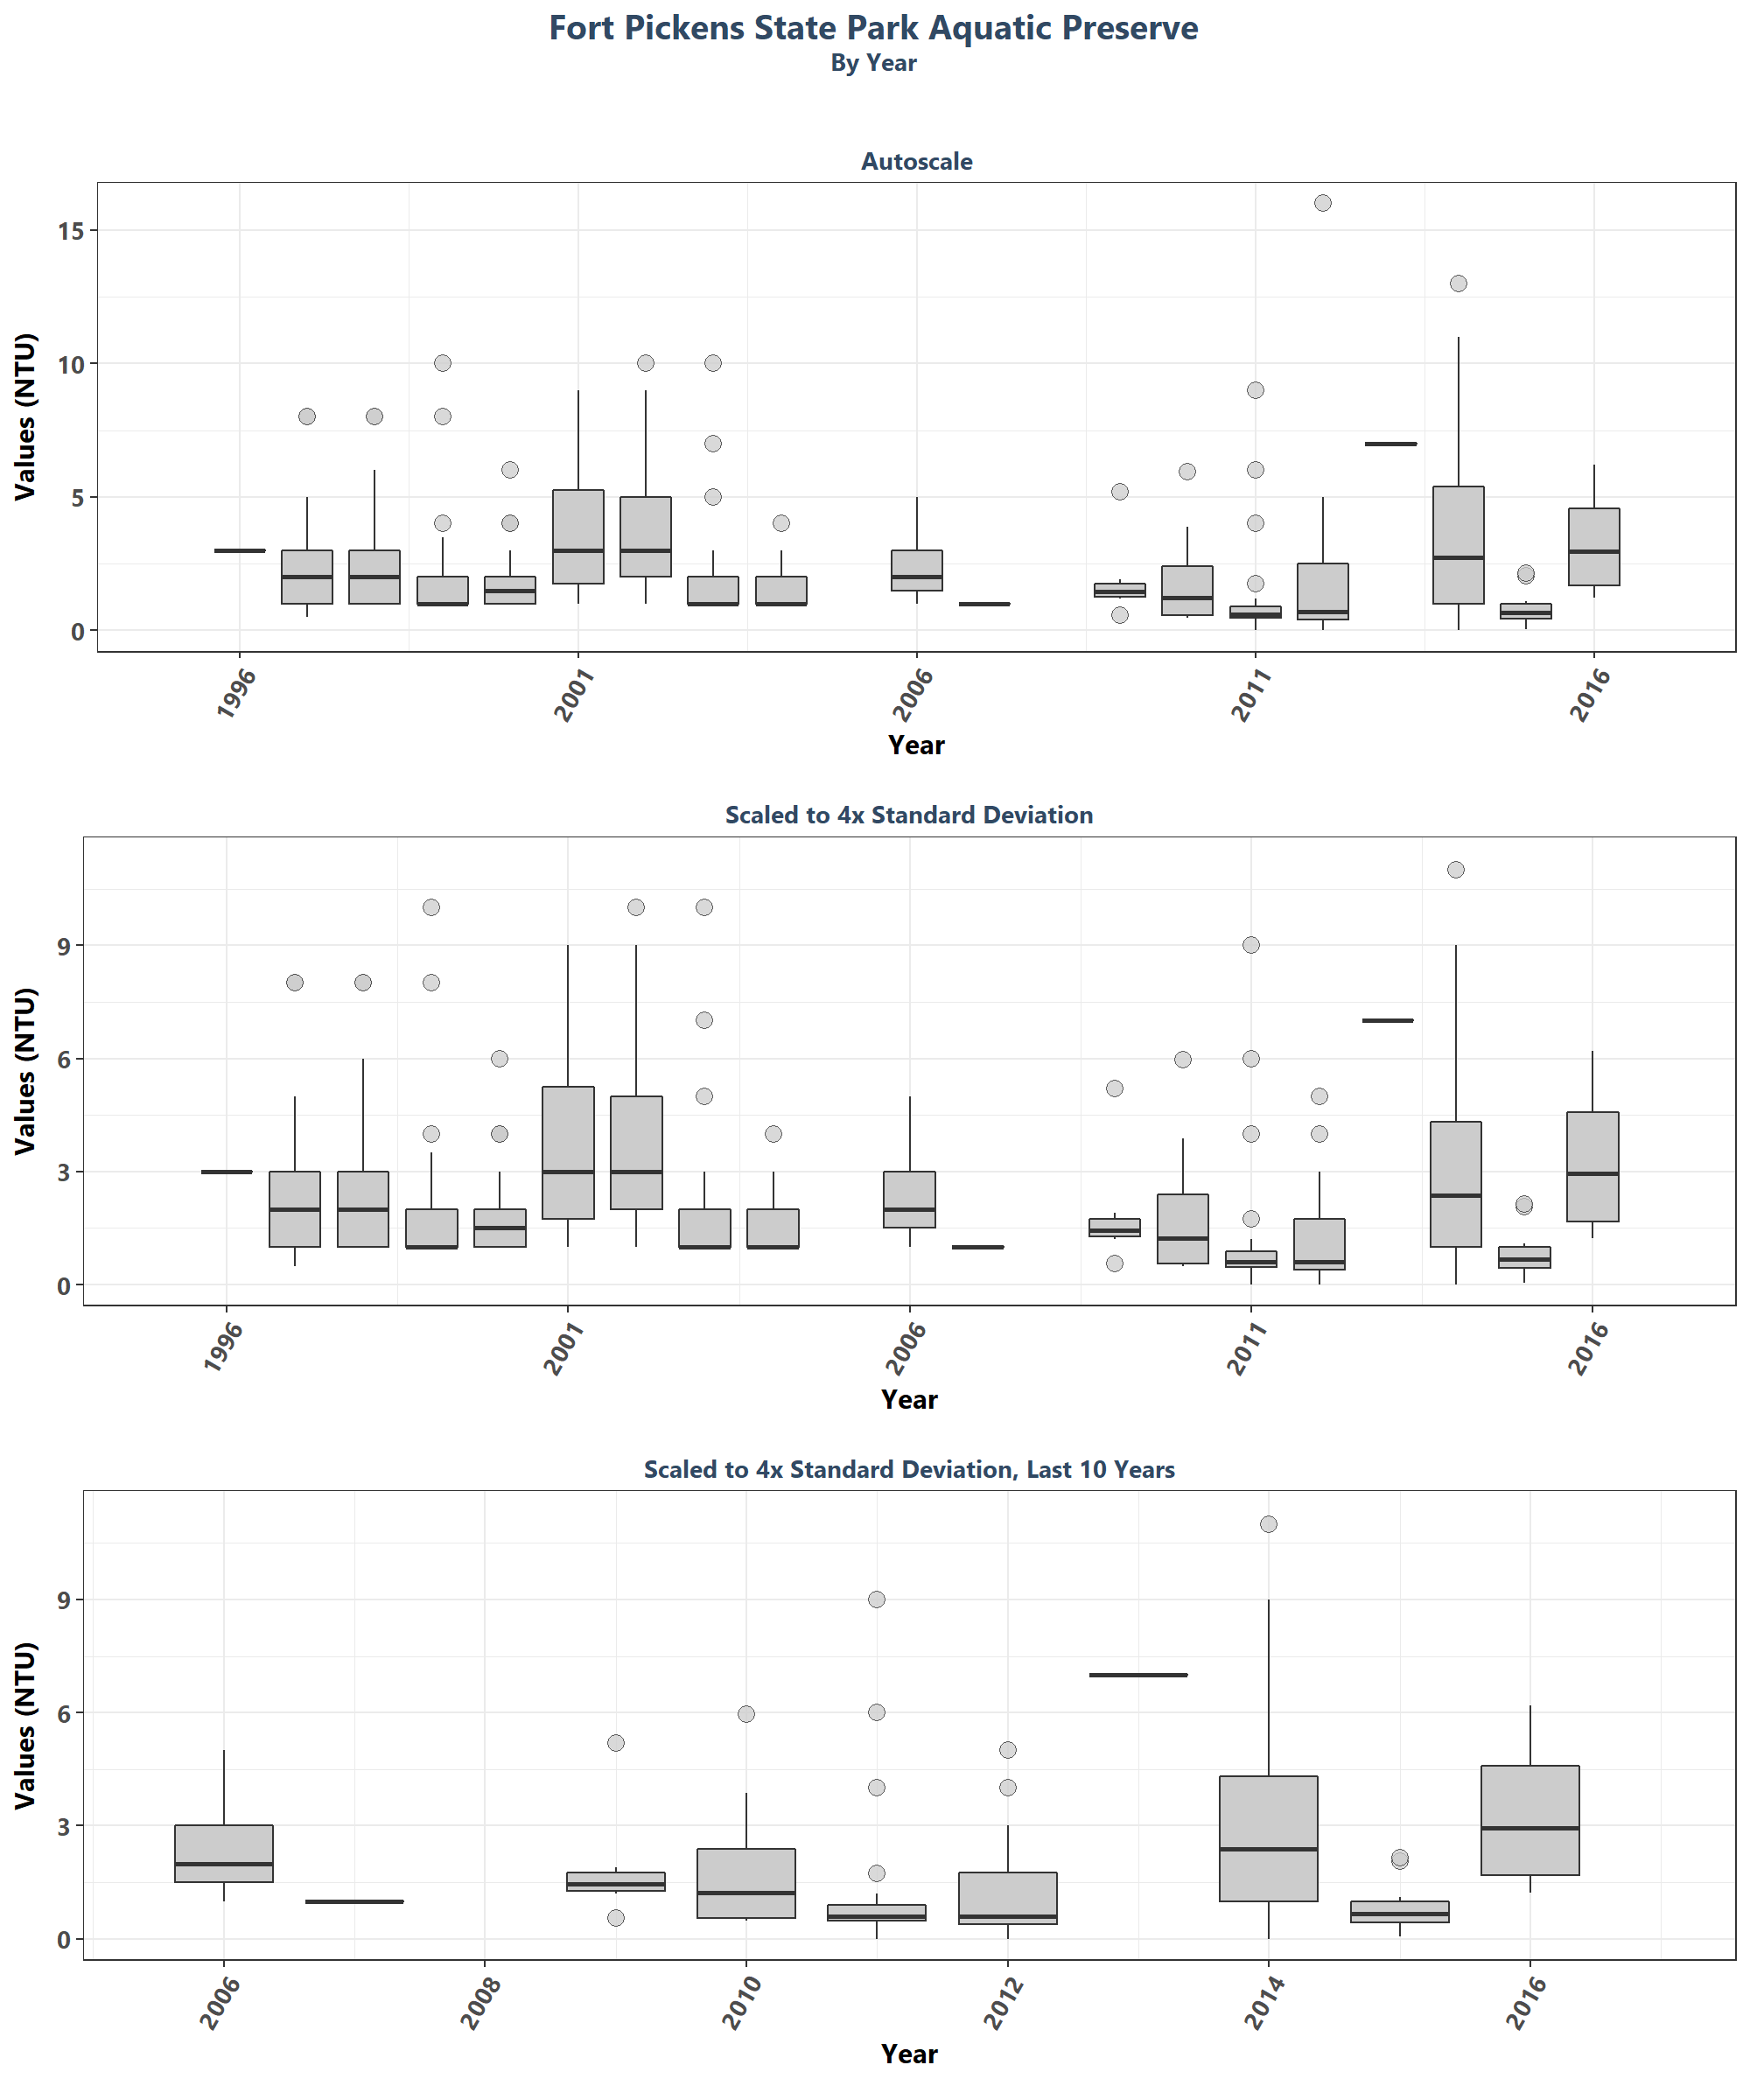 Fort Pickens State Park Aquatic Preserve
By Year
Autoscale
Values (NTU)
15
10
5
0
1996
2001
2006
2011
2016
Year
Scaled to 4x Standard Deviation
Values (NTU)
9
6
3
0
1996
2001
2006
2011
2016
Year
Scaled to 4x Standard Deviation, Last 10 Years
Values (NTU)
9
6
3
0
2006
2008
2010
2012
2014
2016
Year